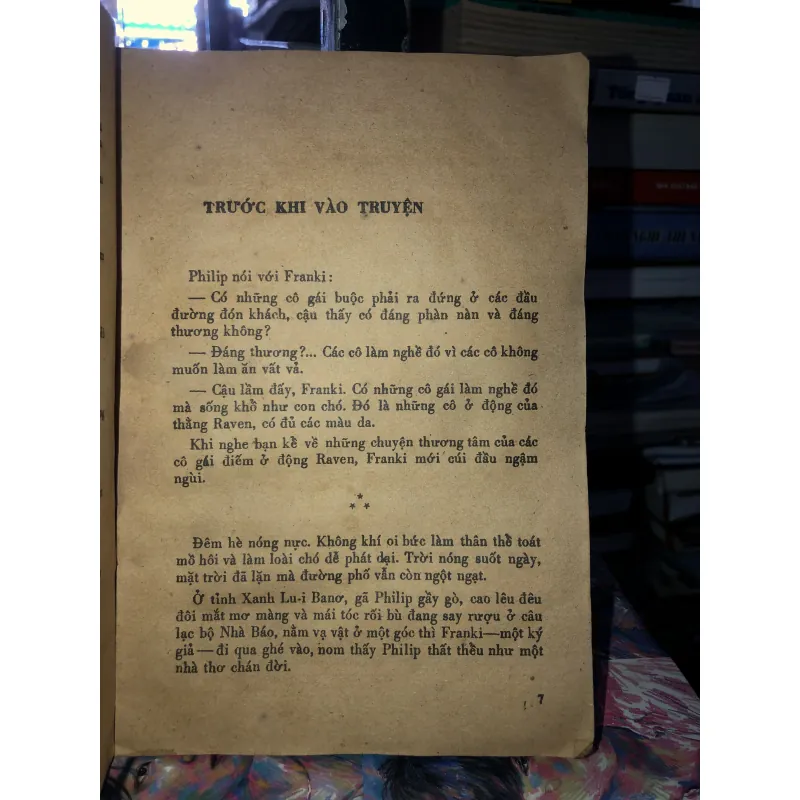 TRƯỚC KHI VÀO TRUYỆN
Philip nói với Franki :
— Có những cô gái buộc phải ra đứng ở các đầu
đường đón khách, cậu thấy có đáng phàn nàn và đáng
thương không?
— Đáng thương?... Các cô làm nghề đó vì các cô không
muốn làm ăn vất vả.
— Cậu lầm đấy, Franki. Có những cô gái làm nghề đó
mà sống khổ như con chó. Đó là những cô ở động của
thằng Raven, có đủ các màu da.
Khi nghe bạn kể về những chuyện thương tâm của các
cô gái điếm ở động Raven, Franki mới cúi đầu ngậm
ngùi.
* * *
Đêm hè nóng nực. Không khí oi bức làm thân thể toát
mồ hôi và làm loài chó dễ phát dại. Trời nóng suốt ngày,
mặt trời đã lặn mà đường phố vẫn còn ngột ngạt.
Ở tỉnh Xanh Lu-i Banơ, gã Philip gầy gò, cao lêu đêu
đôi mắt mơ màng và mái tóc rối bù đang say rượu ở câu
lạc bộ Nhà Báo, nằm vạ vật ở một góc thì Franki—một ký
giả — đi qua ghé vào, nom thấy Philip thất thểu như một
nhà thơ chán đời.
7